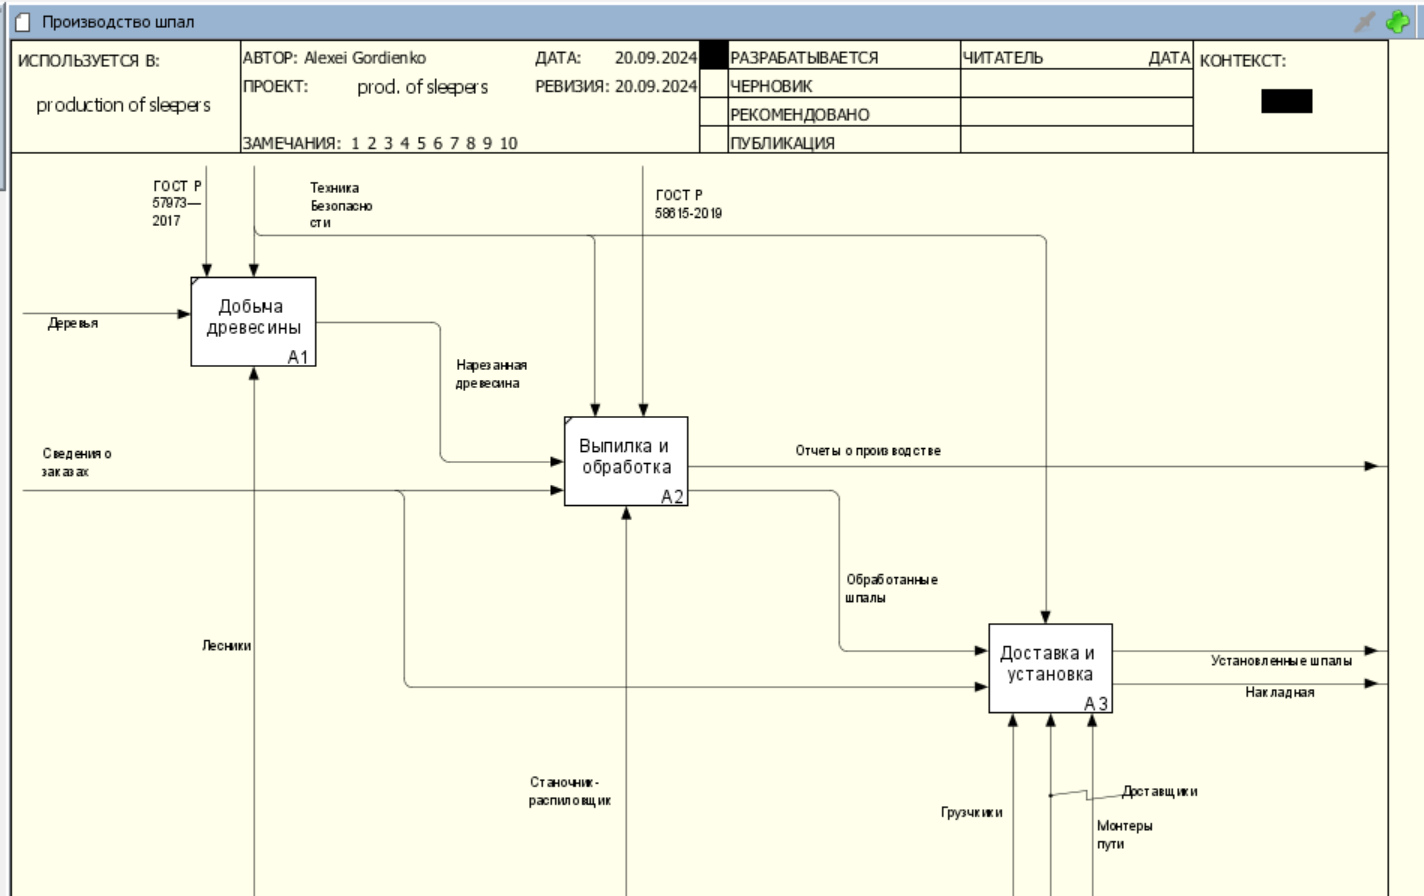 Производство шпал
ИСПОЛЬЗУЕТСЯ В:
production of sleepers
АВТОР: Alexei Gordienko
ДАТА: 20.09.2024
ПРОЕКТ: prod. of sleepers
РЕВИЗИЯ: 20.09.2024
ЗАМЕЧАНИЯ: 1 2 3 4 5 6 7 8 9 10
РАЗРАБАТЫВАЕТСЯ
ЧЕРНОВИК
РЕКОМЕНДОВАНО
ПУБЛИКАЦИЯ
ЧИТАТЕЛЬ ДАТА
КОНТЕКСТ:
ГОСТ Р
57973—
2017
Техника
Безопасно
сти
ГОСТ Р
58615-2019
Деревья
Добыча
древесины
A1
Нарезанная
древесина
Сведения о
заказах
Выпилка и
обработка
A2
Отчеты о производстве
Обработанные
шпалы
Лесники
Доставка и
установка
A3
Установленные шпалы
Накладная
Станочник-
распиловщик
Грузчкики
Доставщики
Монтеры
пути